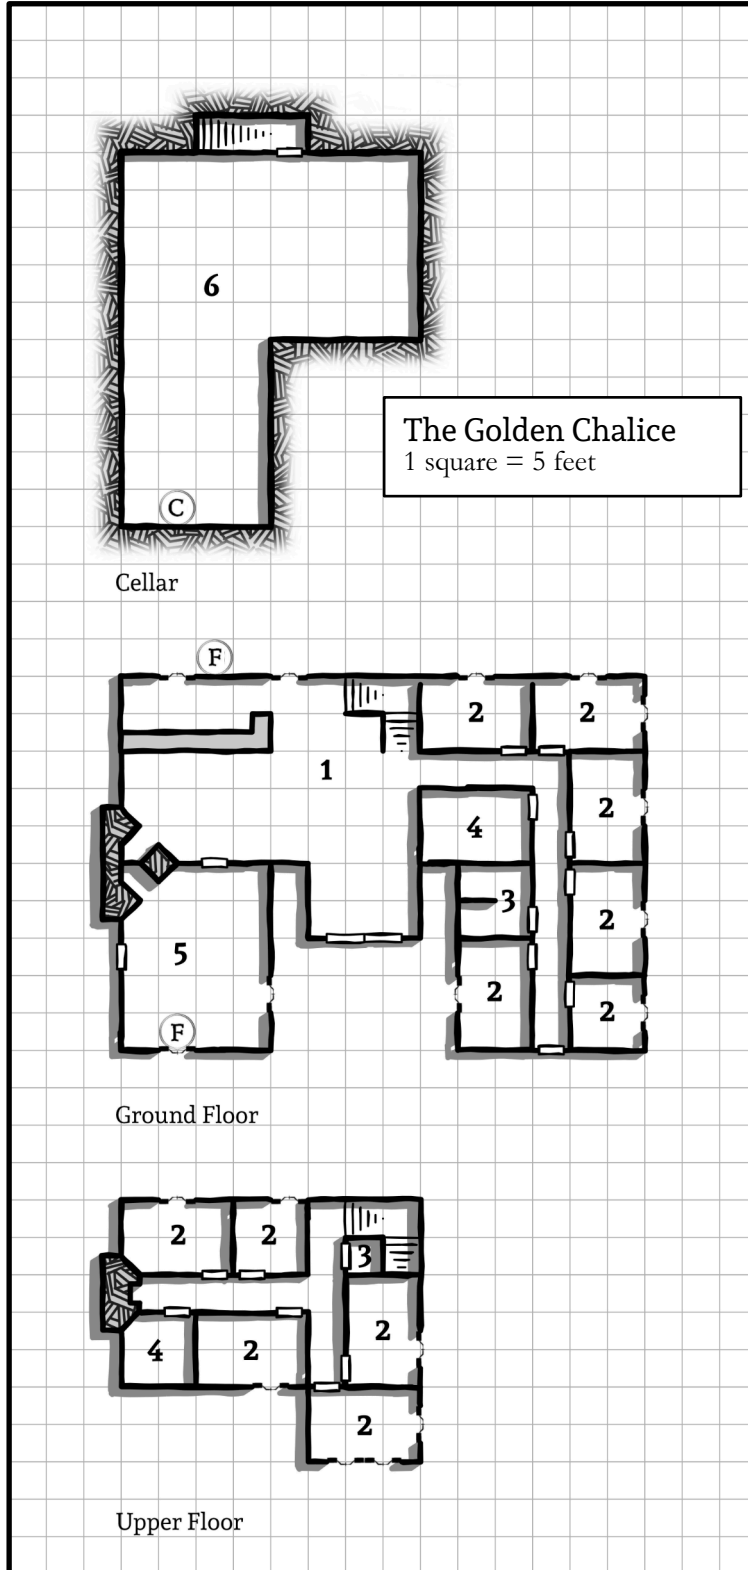 6
The Golden Chalice
1 square = 5 feet
C
Cellar
F
2
2
1
2
4
3
2
5
2
2
F
Ground Floor
2
2
3
2
4
2
2
Upper Floor